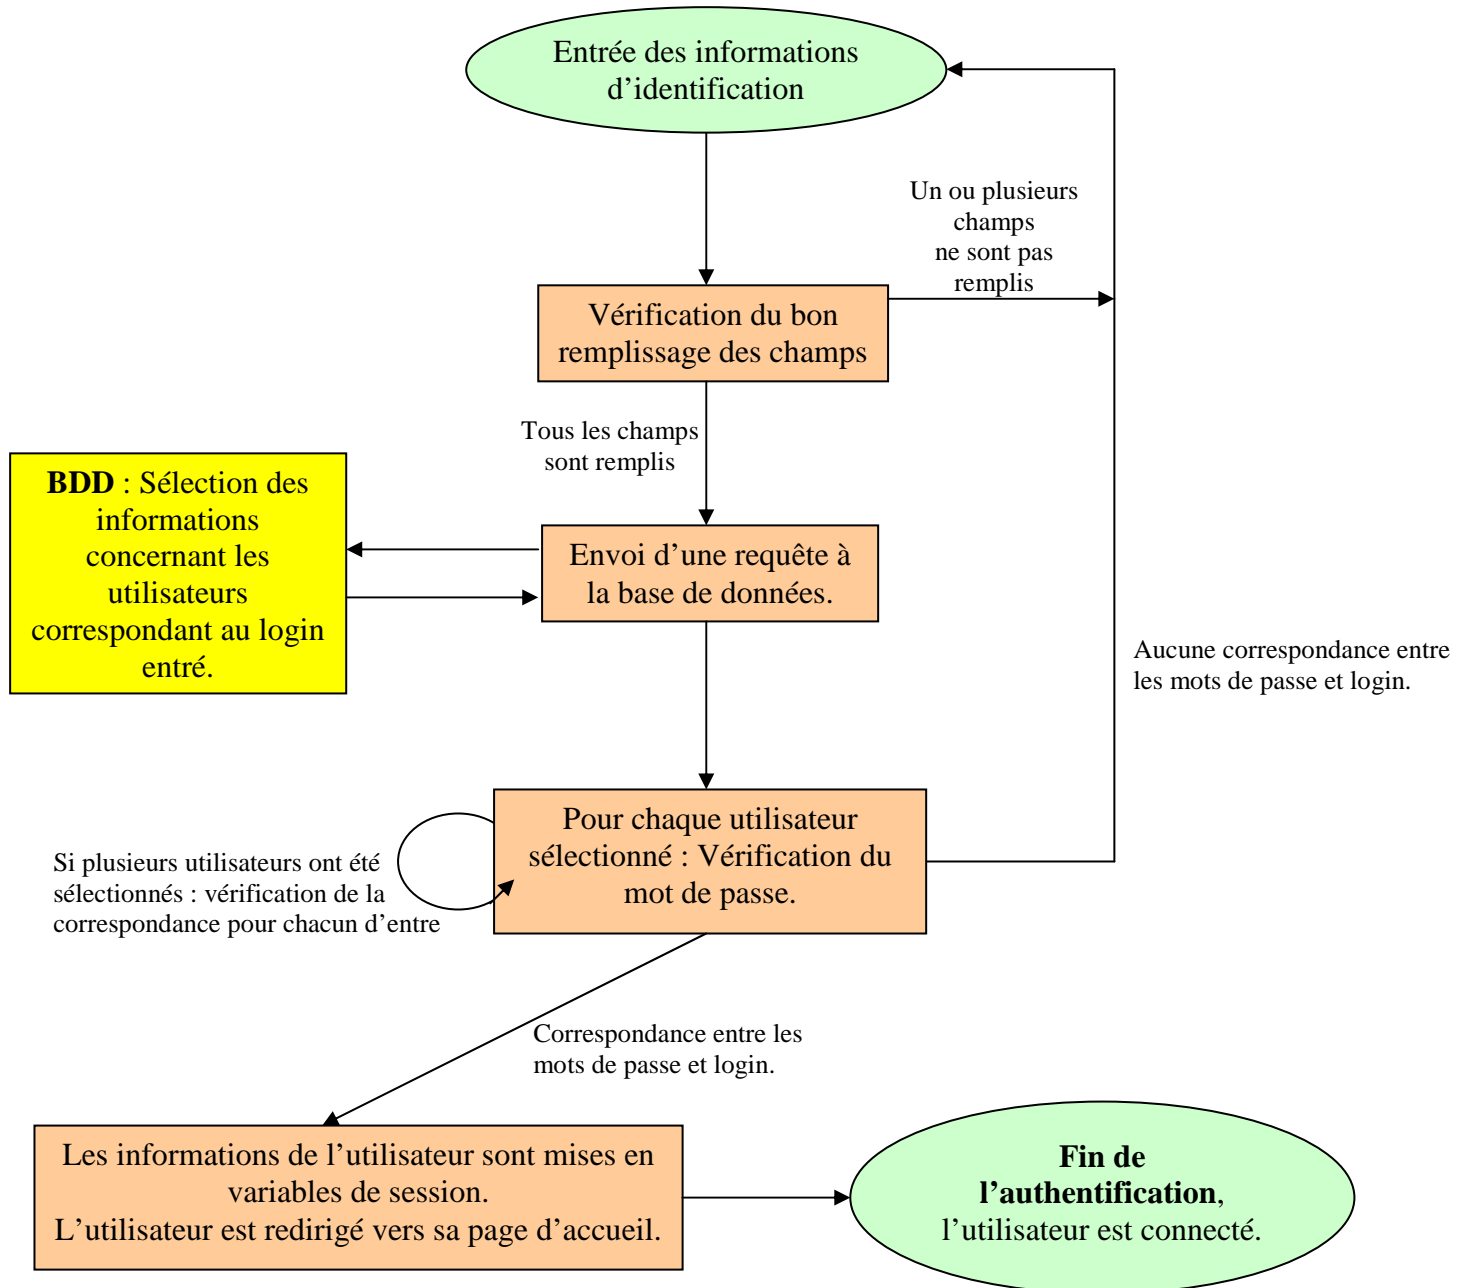 Entrée des informations
d’identification
Un ou plusieurs
champs
ne sont pas
remplis
Vérification du bon
remplissage des champs
Tous les champs
sont remplis
BDD : Sélection des
informations
concernant les
utilisateurs
correspondant au login
entré.
Envoi d’une requête à
la base de données.
Aucune correspondance entre
les mots de passe et login.
Pour chaque utilisateur
sélectionné : Vérification du
mot de passe.
Si plusieurs utilisateurs ont été
sélectionnés : vérification de la
correspondance pour chacun d’entre
Correspondance entre les
mots de passe et login.
Les informations de l’utilisateur sont mises en
variables de session.
L’utilisateur est redirigé vers sa page d’accueil.
Fin de
l’authentification,
l’utilisateur est connecté.